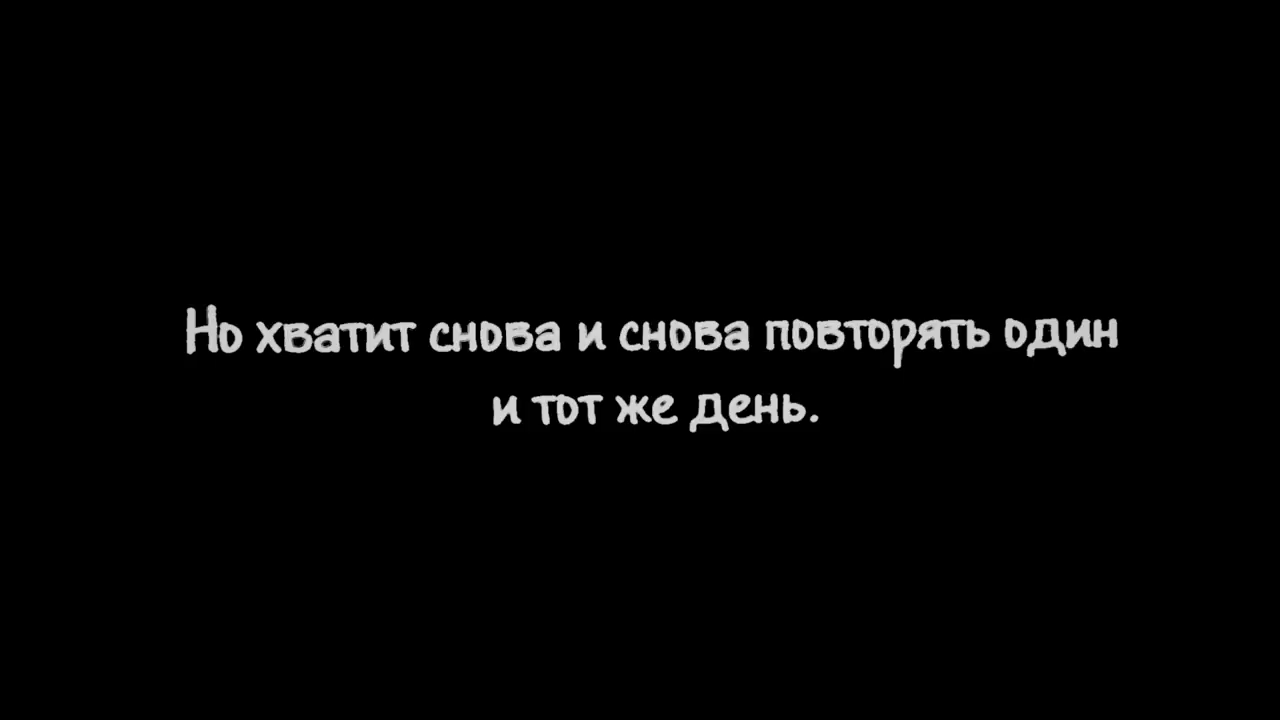 Но хватит снова и снова повторять один
и тот же день.